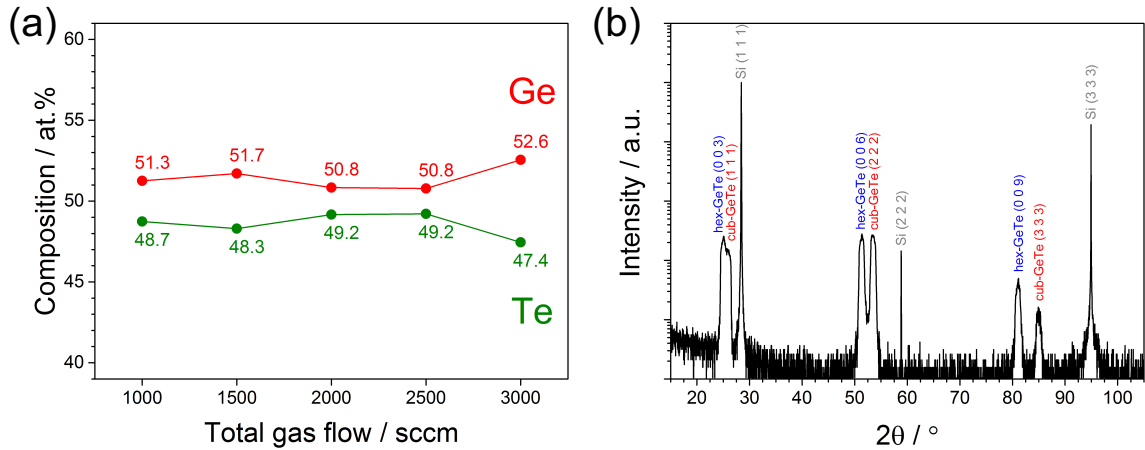 (a)
60
55
50
45
40
Composition / at.%
Ge
51.3
51.7
50.8
50.8
52.6
48.7
48.3
49.2
49.2
47.4
Te
1000
1500
2000
2500
3000
Total gas flow / sccm
(b)
Intensity / a.u.
hex-GeTe (0 0 3)
cub-GeTe (1 1 1)
Si (1 1 1)
hex-GeTe (0 0 6)
cub-GeTe (2 2 2)
Si (2 2 2)
hex-GeTe (0 0 9)
cub-GeTe (3 3 3)
Si (3 3 3)
20
30
40
50
60
70
80
90
100
2θ / °